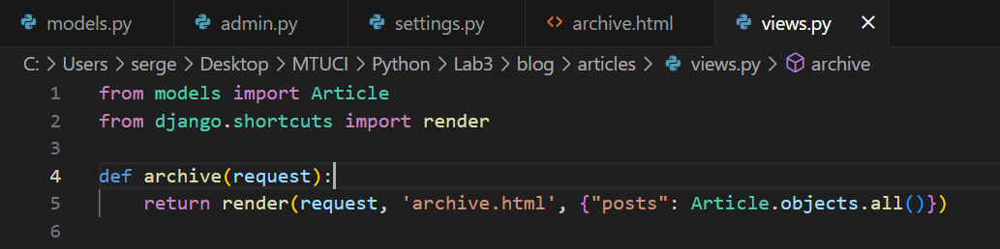 models.py admin.py settings.py <> archive.html views.py ×
C: > Users > serge > Desktop > MTUCI > Python > Lab3 > blog > articles > views.py > archive
1 from models import Article
2 from django.shortcuts import render
3
4 def archive(request):
5     return render(request, 'archive.html', {"posts": Article.objects.all()})
6